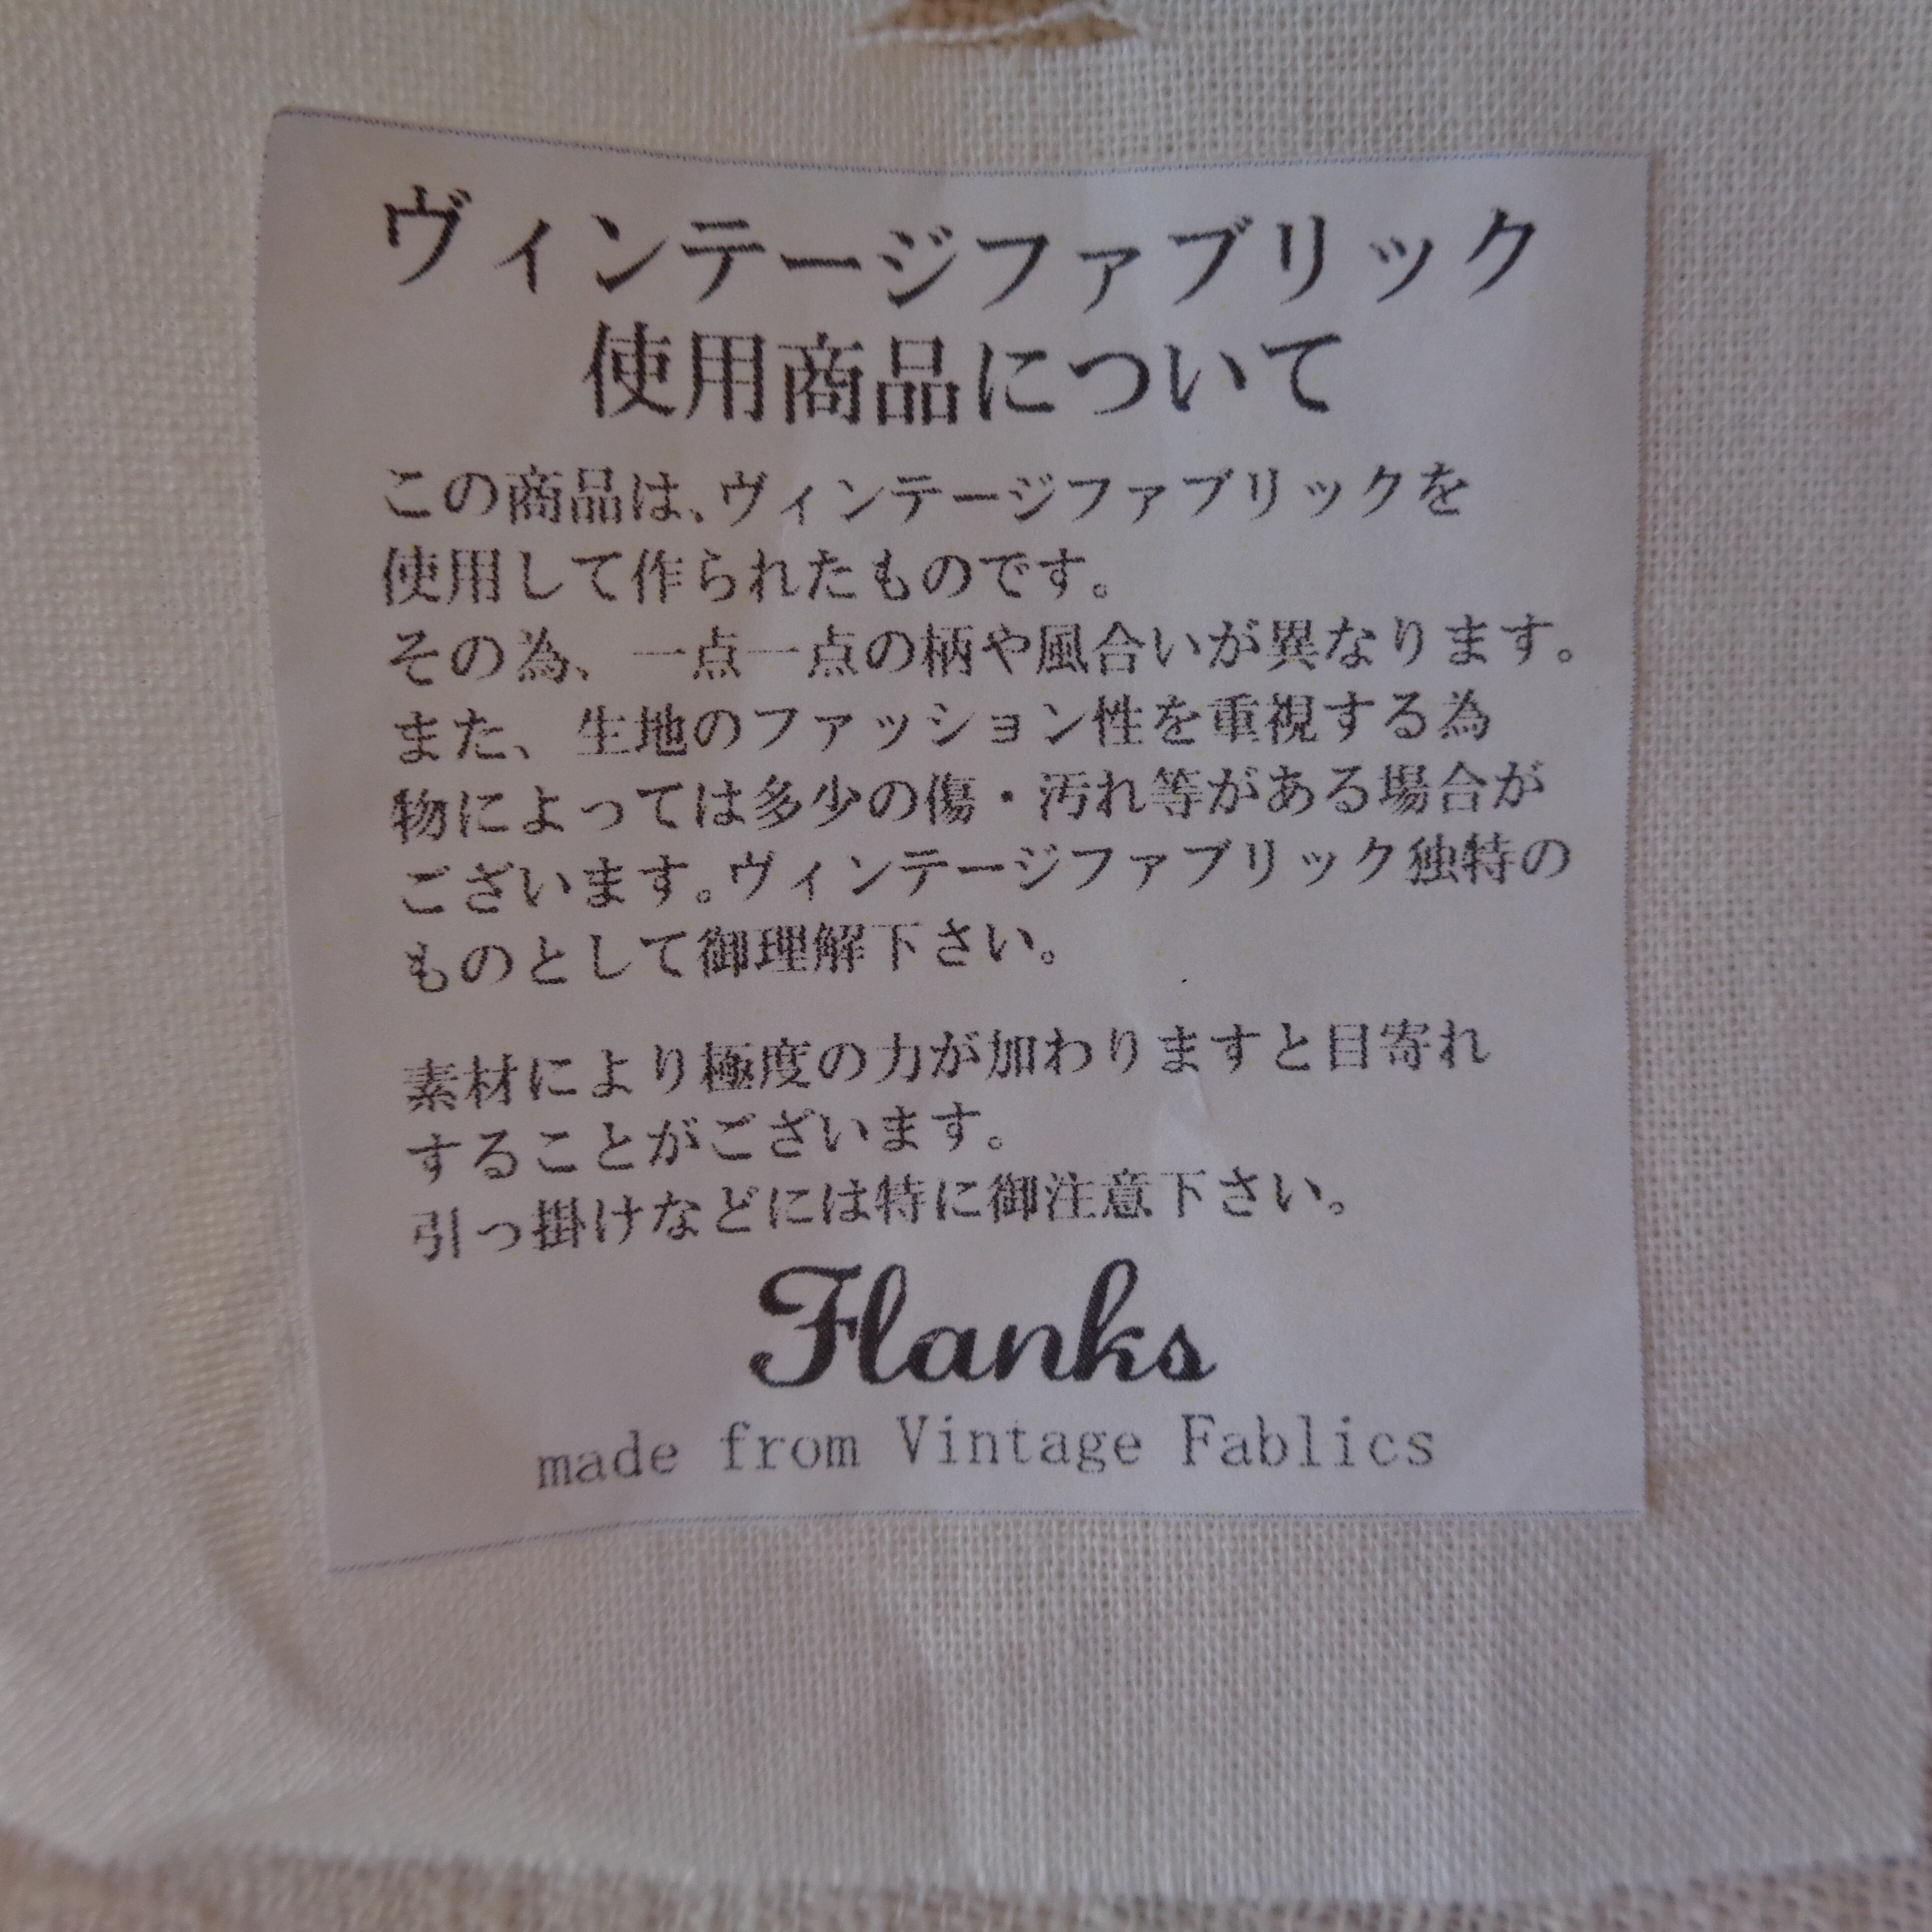 ヴィンテージファブリック
使用商品について
この商品は、ヴィンテージファブリックを
使用して作られたものです。
その為、一点一点の柄や風合いが異なります。
また、生地のファッション性を重視する為
物によっては多少の傷・汚れ等がある場合が
ございます。ヴィンテージファブリック独特の
ものとして御理解下さい。
素材により極度の力が加わりますと目寄れ
することがございます。
引っ掛けなどには特に御注意下さい。
Flanks
made from Vintage Fablics